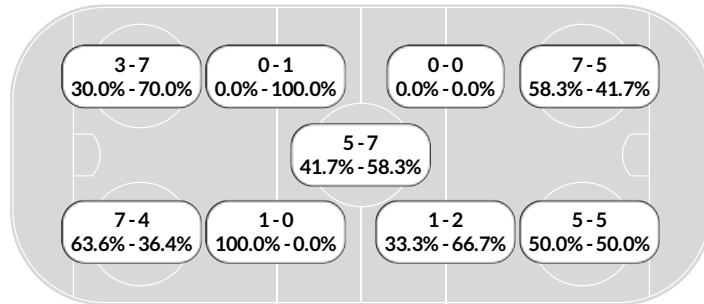 3 - 7
30.0% - 70.0%
0 - 1
0.0% - 100.0%
0 - 0
0.0% - 0.0%
7 - 5
58.3% - 41.7%
5 - 7
41.7% - 58.3%
7 - 4
63.6% - 36.4%
1 - 0
100.0% - 0.0%
1 - 2
33.3% - 66.7%
5 - 5
50.0% - 50.0%